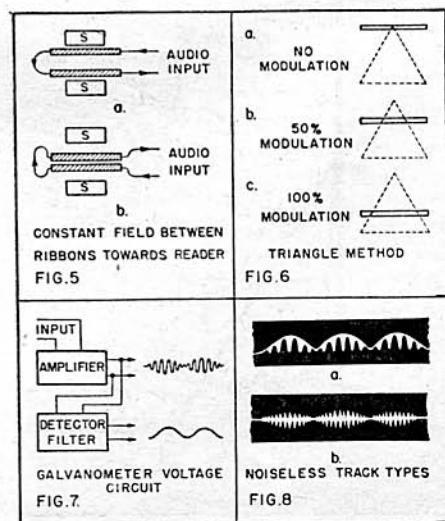 S
AUDIO
INPUT
S
a.
S
AUDIO
INPUT
S
b.
CONSTANT FIELD BETWEEN
RIBBONS TOWARDS READER
FIG.5
a.
NO
MODULATION
b.
50%
MODULATION
c.
100%
MODULATION
TRIANGLE METHOD
FIG.6
INPUT
AMPLIFIER
DETECTOR
FILTER
GALVANOMETER VOLTAGE
CIRCUIT
FIG.7.
a.
b.
NOISELESS TRACK TYPES
FIG.8